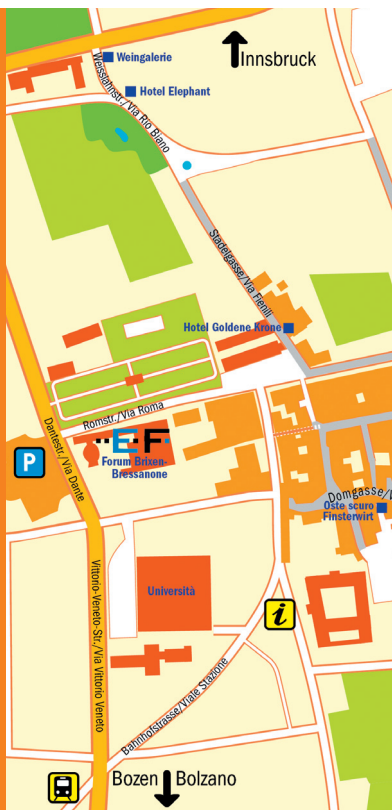 Weingalerie
Innsbruck
Weisslahnstr./Via Rio Biano
Hotel Elephant
Stadelgasse/Via Fienili
Hotel Goldene Krone
Romstr./Via Roma
EF
Forum Brixen-
Bressanone
P
Dantestr./Via Dante
Domgasse/V
Oste scuro
Finsterwirt
Università
Vittorio-Veneto-Str./Via Vittorio Veneto
i
Bahnhofstrasse/Viale Stazione
Bozen Bolzano